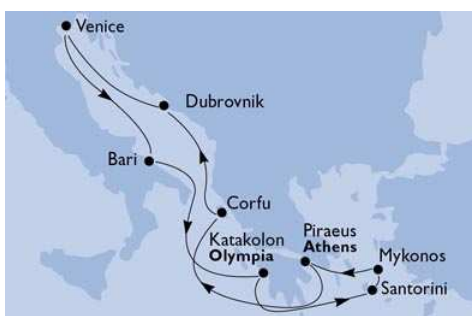 Venice
Dubrovnik
Bari
Corfu
Katakolon
Olympia
Piraeus
Athens
Mykonos
Santorini